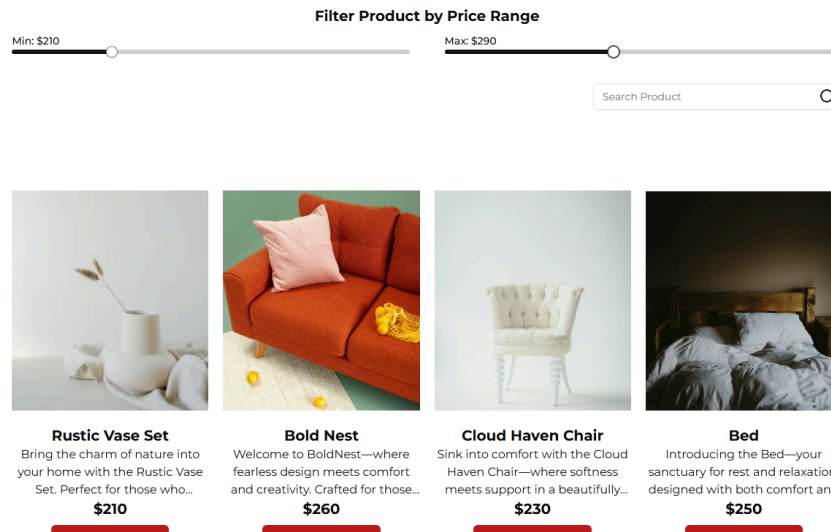 Filter Product by Price Range
Min: $210
Max: $290
Search Product
Rustic Vase Set
Bring the charm of nature into
your home with the Rustic Vase
Set. Perfect for those who...
$210
Bold Nest
Welcome to BoldNest—where
fearless design meets comfort
and creativity. Crafted for those...
$260
Cloud Haven Chair
Sink into comfort with the Cloud
Haven Chair—where softness
meets support in a beautifully...
$230
Bed
Introducing the Bed—your
sanctuary for rest and relaxation
designed with both comfort an
$250